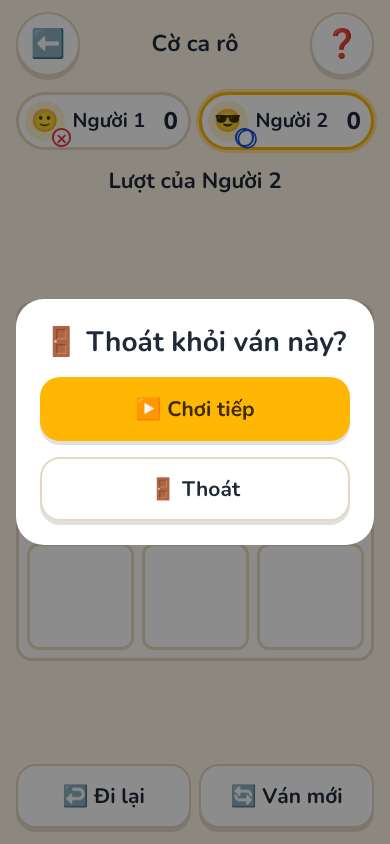 Cờ ca rô
Người 1 0
Người 2 0
Lượt của Người 2
Thoát khỏi ván này?
Chơi tiếp
Thoát
Đi lại
Ván mới